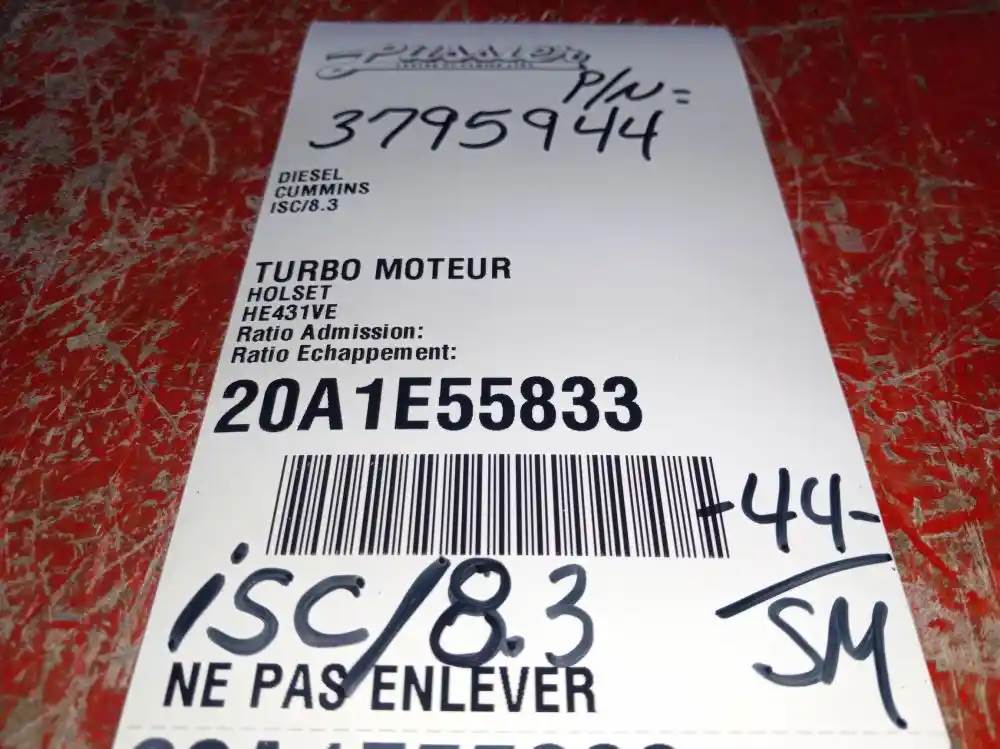 P/N =
3795944
DIESEL
CUMMINS
ISC/8.3
TURBO MOTEUR
HOLSET
HE431VE
Ratio Admission:
Ratio Echappement:
20A1E55833
-44-
SM
isc/8.3
NE PAS ENLEVER